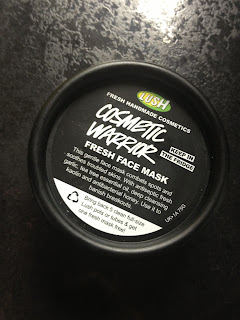 LUSH
FRESH HANDMADE COSMETICS
COSMETIC
WARRIOR
KEEP IN
THE FRIDGE
FRESH FACE MASK
This gentle face mask combats spots and
soothes troubled skins. With antiseptic fresh
garlic, tea tree essential oil, deep cleansing
kaolin and antibacterial honey. Use it to
banish breakouts.
Bring back 5 clean full-size
Lush pots or tubs & get
one fresh mask free!